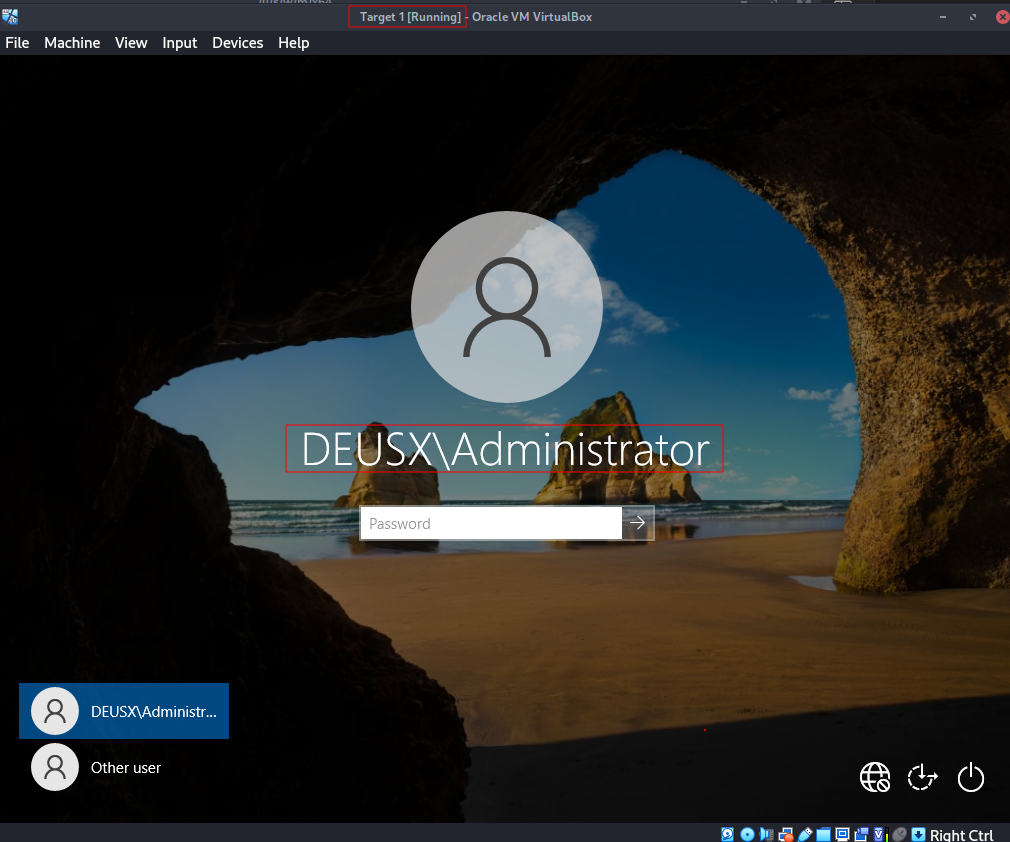 Target 1 [Running] - Oracle VM VirtualBox
File Machine View Input Devices Help
DEUSX\Administrator
Password
DEUSX\Administr...
Other user
Right Ctrl